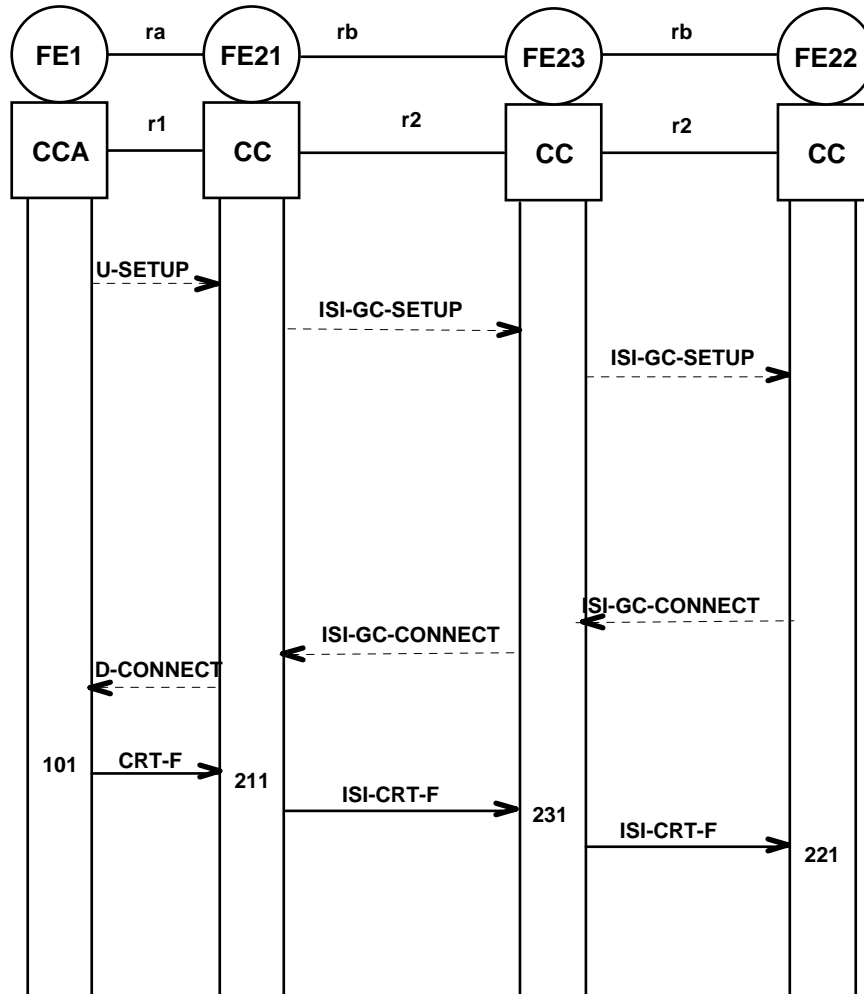 FE1 ra FE21 rb FE23 rb FE22
CCA r1 CC r2 CC r2 CC
U-SETUP
ISI-GC-SETUP
ISI-GC-SETUP
ISI-GC-CONNECT
ISI-GC-CONNECT
D-CONNECT
101 CRT-F 211
ISI-CRT-F 231
ISI-CRT-F 221